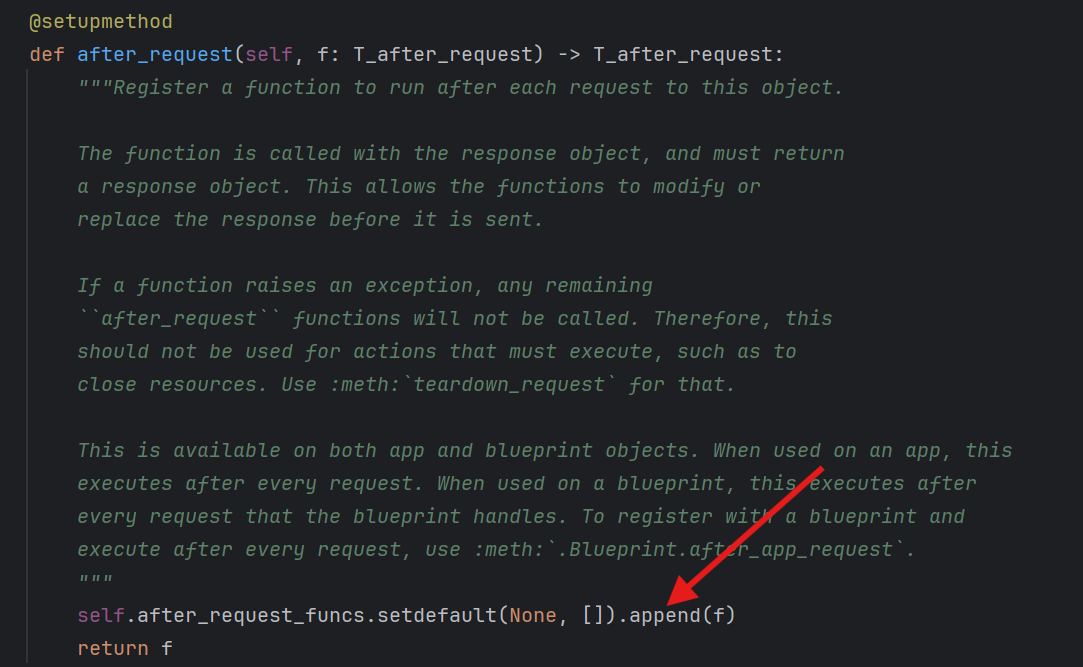 @setupmethod
def after_request(self, f: T_after_request) -> T_after_request:
"""Register a function to run after each request to this object.
The function is called with the response object, and must return
a response object. This allows the functions to modify or
replace the response before it is sent.
If a function raises an exception, any remaining
``after_request`` functions will not be called. Therefore, this
should not be used for actions that must execute, such as to
close resources. Use :meth:`teardown_request` for that.
This is available on both app and blueprint objects. When used on an app, this
executes after every request. When used on a blueprint, this executes after
every request that the blueprint handles. To register with a blueprint and
execute after every request, use :meth:`.Blueprint.after_app_request`.
"""
self.after_request_funcs.setdefault(None, []).append(f)
return f